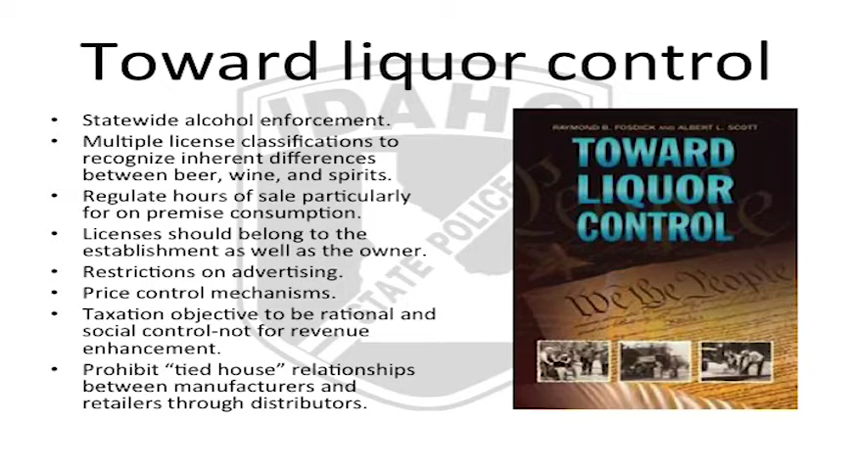 Toward liquor control
• Statewide alcohol enforcement.
• Multiple license classifications to
recognize inherent differences
between beer, wine, and spirits.
• Regulate hours of sale particularly
for on premise consumption.
• Licenses should belong to the
establishment as well as the owner.
• Restrictions on advertising.
• Price control mechanisms.
• Taxation objective to be rational and
social control-not for revenue
enhancement.
• Prohibit “tied house” relationships
between manufacturers and
retailers through distributors.
IDAHO
STATE POLICE
RAYMOND B. FOSDICK AND ALBERT L. SCOTT
TOWARD
LIQUOR
CONTROL
We the People